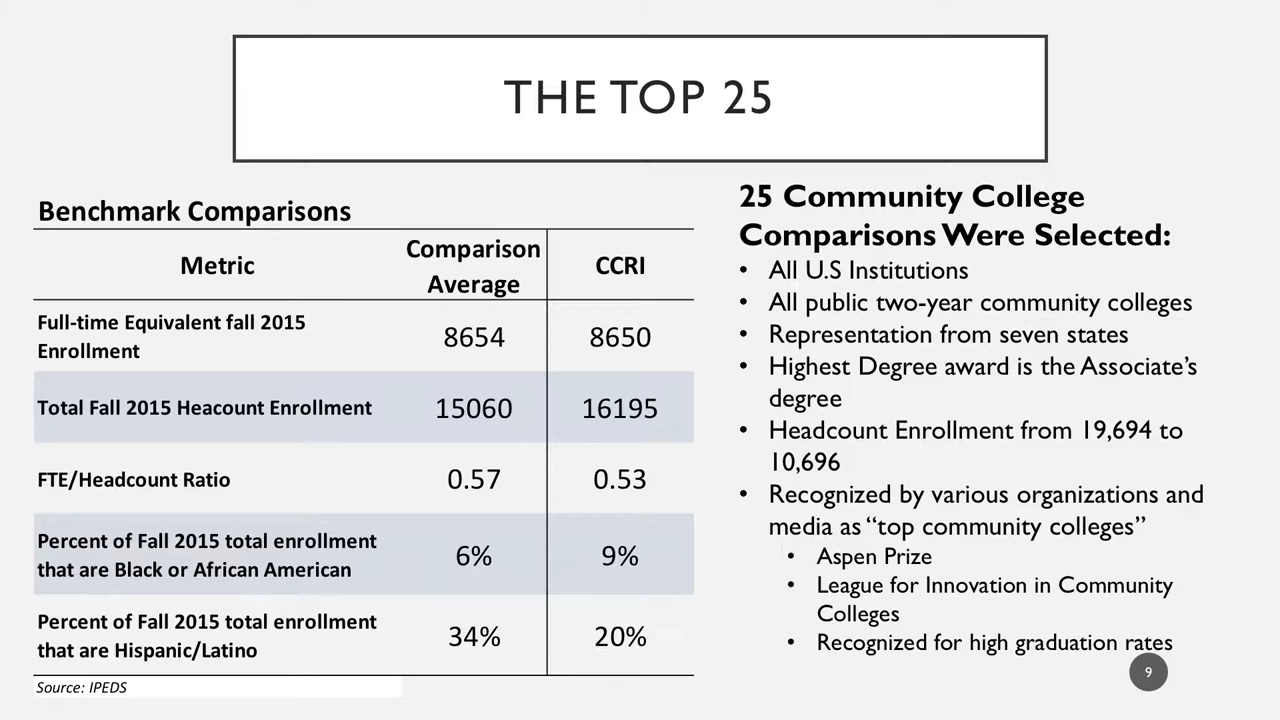 THE TOP 25
Benchmark Comparisons
Metric
Comparison
Average
CCRI
Full-time Equivalent fall 2015
Enrollment
8654
8650
Total Fall 2015 Heacount Enrollment
15060
16195
FTE/Headcount Ratio
0.57
0.53
Percent of Fall 2015 total enrollment
that are Black or African American
6%
9%
Percent of Fall 2015 total enrollment
that are Hispanic/Latino
34%
20%
Source: IPEDS
25 Community College
Comparisons Were Selected:
• All U.S Institutions
• All public two-year community colleges
• Representation from seven states
• Highest Degree award is the Associate’s
degree
• Headcount Enrollment from 19,694 to
10,696
• Recognized by various organizations and
media as “top community colleges”
• Aspen Prize
• League for Innovation in Community
Colleges
• Recognized for high graduation rates
9